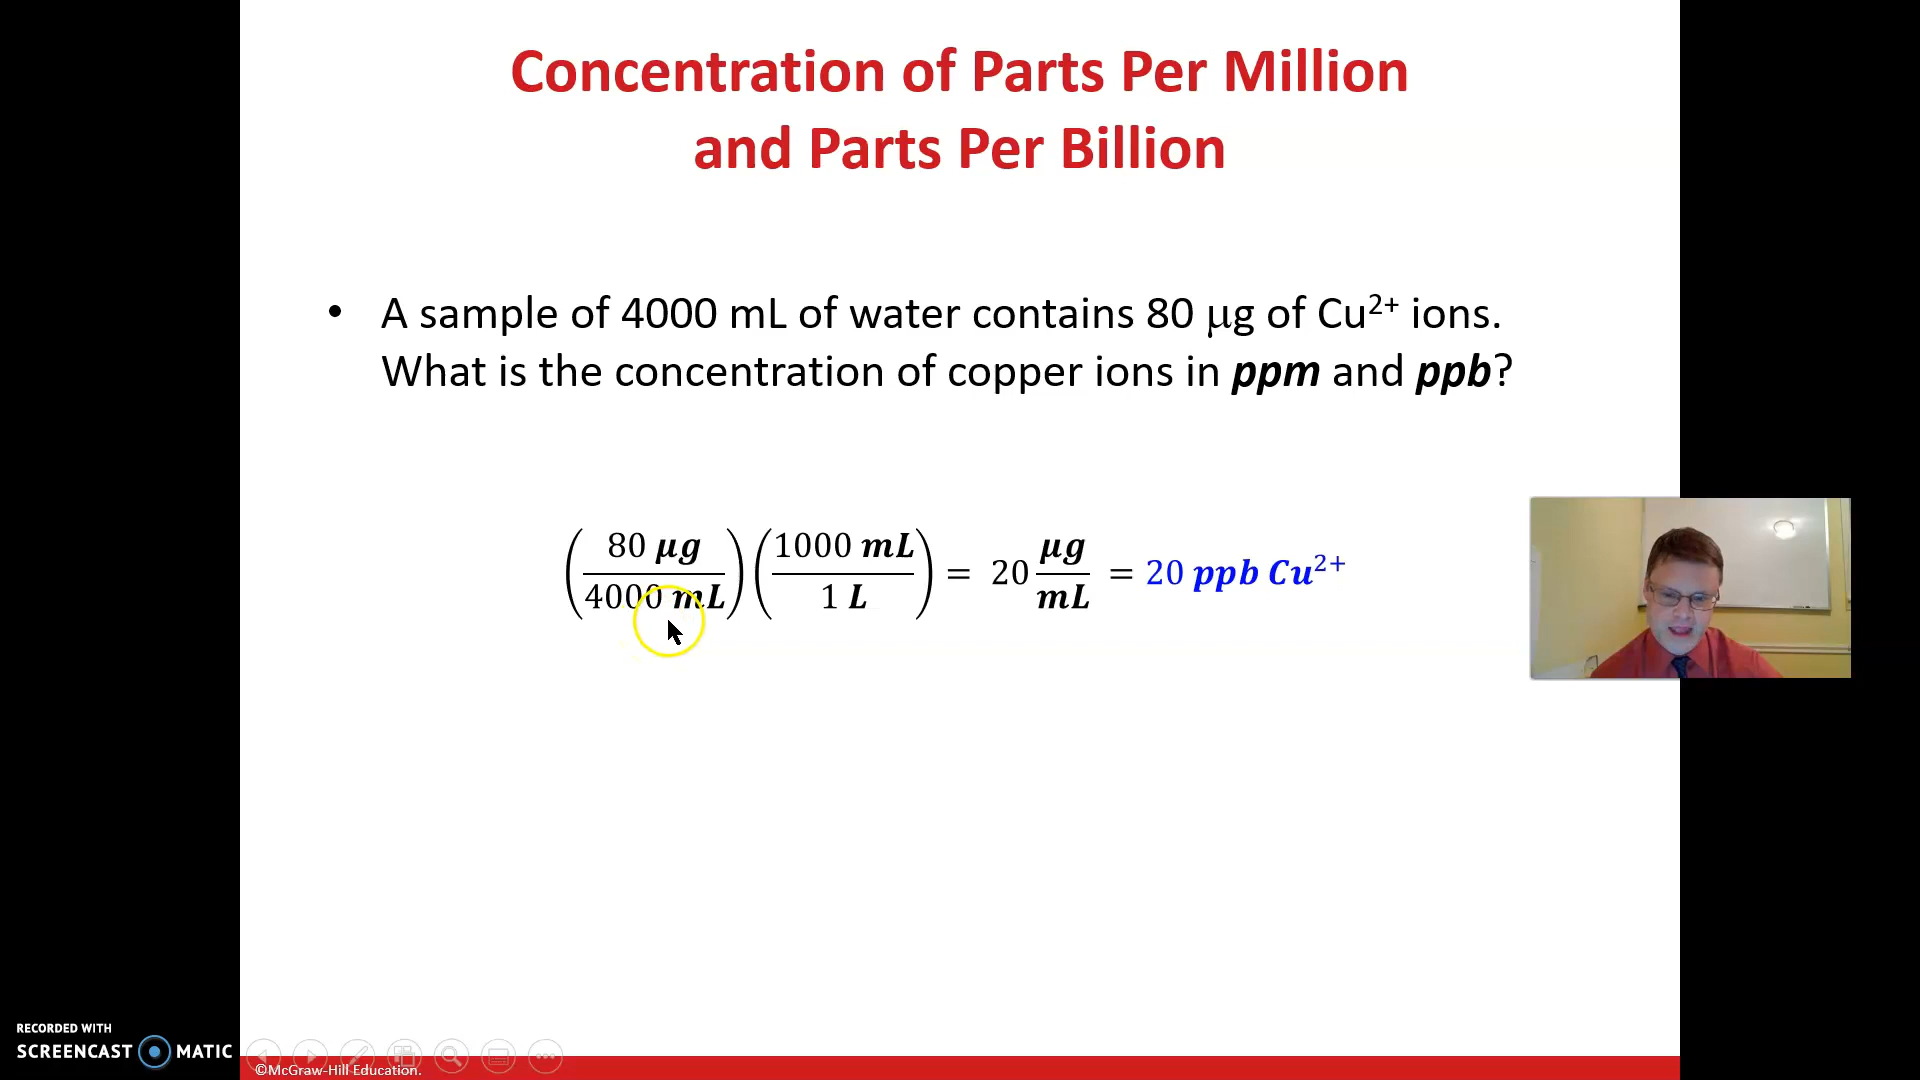 Concentration of Parts Per Million
and Parts Per Billion
• A sample of 4000 mL of water contains 80 μg of Cu²⁺ ions.
What is the concentration of copper ions in ppm and ppb?
(80 μg / 4000 mL)(1000 mL / 1 L) = 20 μg/mL = 20 ppb Cu²⁺
RECORDED WITH
SCREENCAST MATIC
©McGraw-Hill Education.